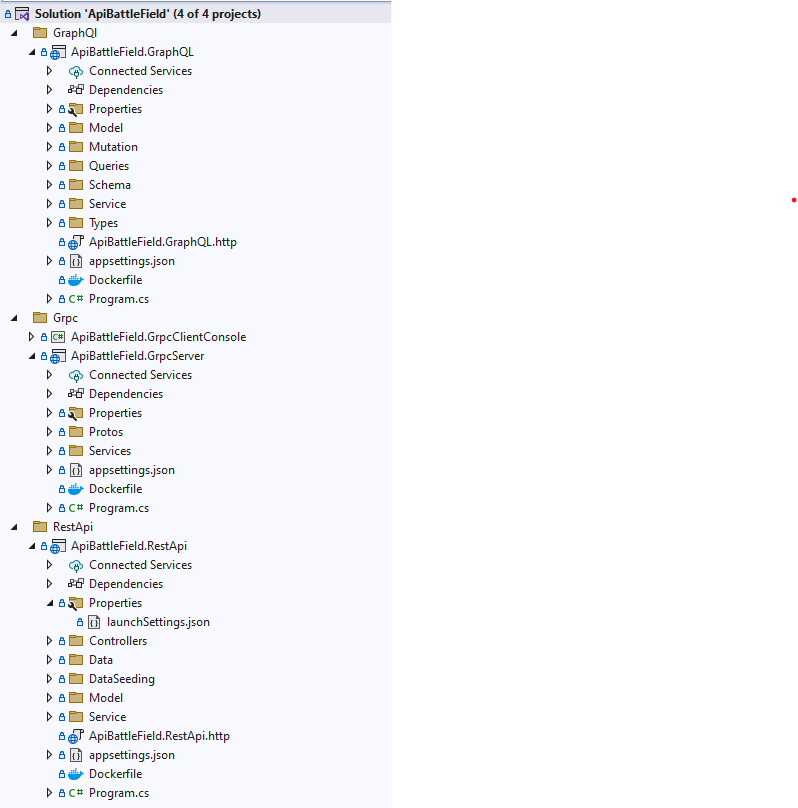 Solution 'ApiBattleField' (4 of 4 projects)
GraphQl
ApiBattleField.GraphQL
Connected Services
Dependencies
Properties
Model
Mutation
Queries
Schema
Service
Types
ApiBattleField.GraphQL.http
appsettings.json
Dockerfile
C# Program.cs
Grpc
C# ApiBattleField.GrpcClientConsole
ApiBattleField.GrpcServer
Connected Services
Dependencies
Properties
Protos
Services
appsettings.json
Dockerfile
C# Program.cs
RestApi
ApiBattleField.RestApi
Connected Services
Dependencies
Properties
launchSettings.json
Controllers
Data
DataSeeding
Model
Service
ApiBattleField.RestApi.http
appsettings.json
Dockerfile
C# Program.cs